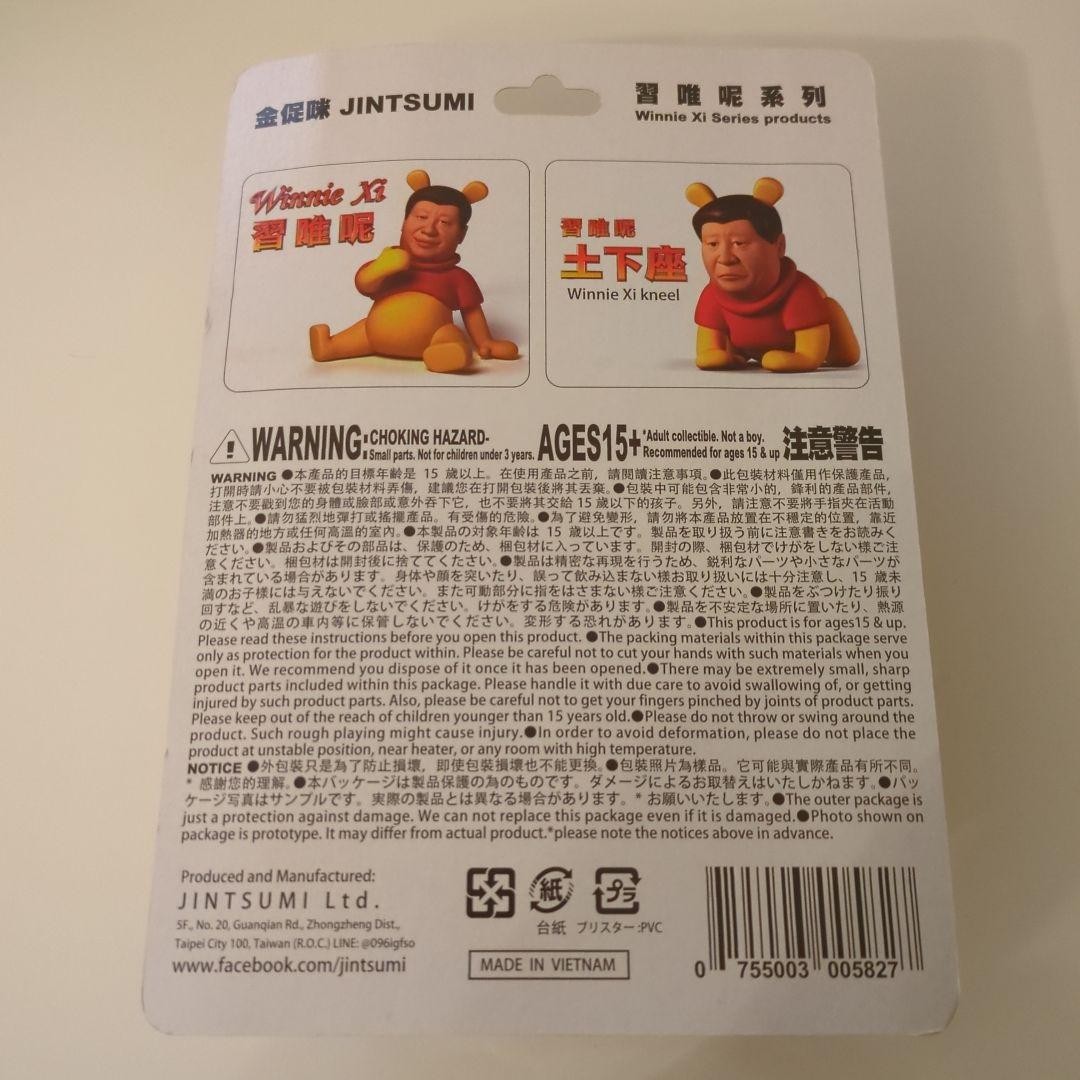 金促咪 JINTSUMI
習唯呢系列
Winnie Xi Series products
Winnie Xi
習唯呢
習唯呢
土下座
Winnie Xi kneel
WARNING: CHOKING HAZARD-
Small parts. Not for children under 3 years.
AGES15+
*Adult collectible. Not a boy.
Recommended for ages 15 & up
注意警告
WARNING ●本產品的目標年齡是 15 歲以上。在使用產品之前，請閱讀注意事項。●此包裝材料僅用作保護產品，
打開時請小心不要被包裝材料弄傷，建議您在打開包裝後將其丟棄。●包裝中可能包含非常小的，鋒利的產品部件，
注意不要戳到您的身體或臉部或意外吞下它，也不要將其交給 15 歲以下的孩子。另外，請注意不要將手指夾在活動
部件上。●請勿猛烈地彈打或搖擺產品。有受傷的危險。●為了避免變形，請勿將本產品放置在不穩定的位置，靠近
加熱器的地方或任何高溫的室內。●本製品の対象年齢は 15 歳以上です。製品を取り扱う前に注意書きをお読みく
ださい。●製品およびその部品は、保護のため、梱包材に入っています。開封の際、梱包材でけがをしない様ご注
意ください。梱包材は開封後に捨ててください。●製品は精密な再現を行うため、鋭利なパーツや小さなパーツが
含まれている場合があります。身体や顔を突いたり、誤って飲み込まない様お取り扱いには十分注意し、15 歳未
満のお子様には与えないでください。また可動部分に指をはさまない様ご注意ください。●製品をぶつけたり振り
回すなど、乱暴な遊びをしないでください。けがをする危険があります。●製品を不安定な場所に置いたり、熱源
の近くや高温の車内等に保管しないでください。変形する恐れがあります。●This product is for ages15 & up.
Please read these instructions before you open this product. ●The packing materials within this package serve
only as protection for the product within. Please be careful not to cut your hands with such materials when you
open it. We recommend you dispose of it once it has been opened.●There may be extremely small, sharp
product parts included within this package. Please handle it with due care to avoid swallowing of, or getting
injured by such product parts. Also, please be careful not to get your fingers pinched by joints of product parts.
Please keep out of the reach of children younger than 15 years old.●Please do not throw or swing around the
product. Such rough playing might cause injury.●In order to avoid deformation, please do not place the
product at unstable position, near heater, or any room with high temperature.
NOTICE ●外包裝只是為了防止損壞，即使包裝損壞也不能更換。●包裝照片為樣品。它可能與實際產品有所不同。
* 感謝您的理解。●本パッケージは製品保護の為のものです。ダメージによるお取替えはいたしかねます。●パッ
ケージ写真はサンプルです。実際の製品とは異なる場合があります。* お願いいたします。●The outer package is
just a protection against damage. We can not replace this package even if it is damaged.●Photo shown on
package is prototype. It may differ from actual product.*please note the notices above in advance.
Produced and Manufactured:
JINTSUMI Ltd.
5F., No. 20, Guanqian Rd., Zhongzheng Dist.,
Taipei City 100, Taiwan (R.O.C.) LINE: @096igfso
www.facebook.com/jintsumi
紙
プラ
台紙 ブリスター:PVC
MADE IN VIETNAM
0 755003 005827